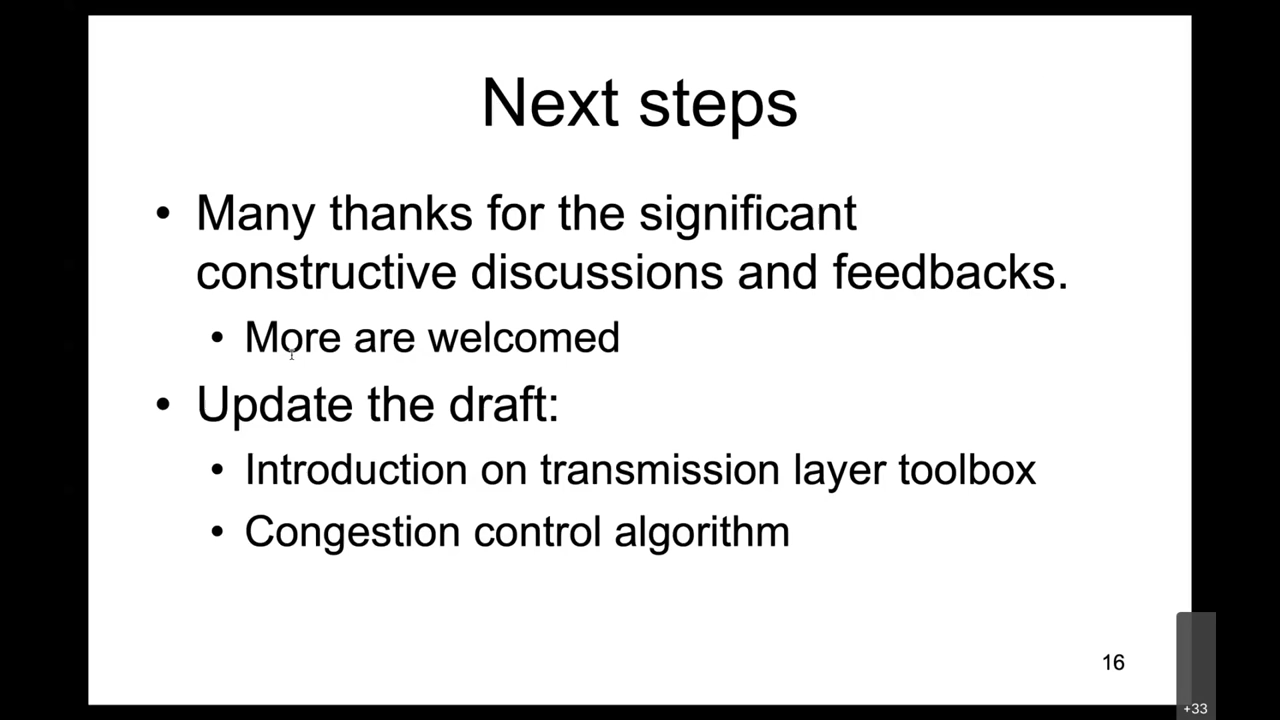 Next steps
• Many thanks for the significant
constructive discussions and feedbacks.
• More are welcomed
• Update the draft:
• Introduction on transmission layer toolbox
• Congestion control algorithm
16
+33